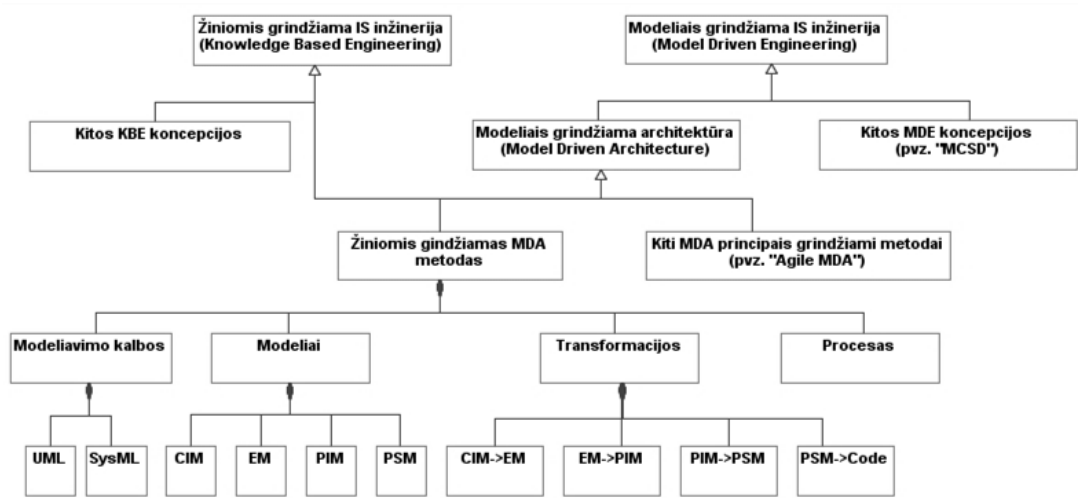 Žiniomis grindžiama IS inžinerija
(Knowledge Based Engineering)
Modeliais grindžiama IS inžinerija
(Model Driven Engineering)
Kitos KBE koncepcijos
Modeliais grindžiama architektūra
(Model Driven Architecture)
Kitos MDE koncepcijos
(pvz. "MCSD")
Žiniomis gindžiamas MDA
metodas
Kiti MDA principais grindžiami metodai
(pvz. "Agile MDA")
Modeliavimo kalbos
Modeliai
Transformacijos
Procesas
UML
SysML
CIM
EM
PIM
PSM
CIM->EM
EM->PIM
PIM->PSM
PSM->Code